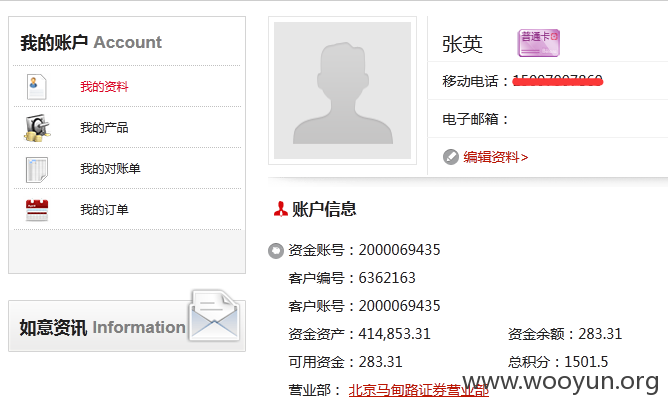 我的账户 Account
我的资料
我的产品
我的对账单
我的订单
如意资讯 Information
张英
普通卡
移动电话：
电子邮箱：
编辑资料>
账户信息
资金账号：2000069435
客户编号：6362163
客户账号：2000069435
资金资产：414,853.31 资金余额：283.31
可用资金：283.31 总积分：1501.5
营业部： 北京马甸路证券营业部
www.wooyun.org